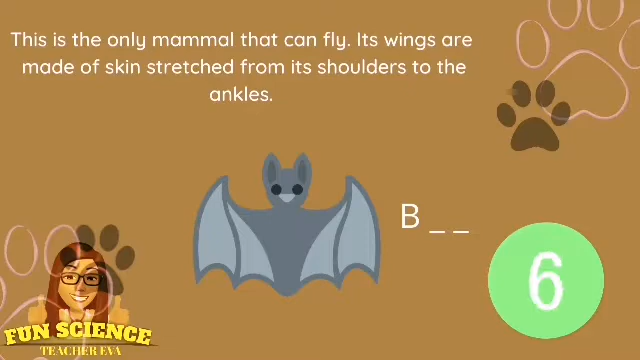 This is the only mammal that can fly. Its wings are
made of skin stretched from its shoulders to the
ankles.
B _ _
6
FUN SCIENCE
TEACHER EVA